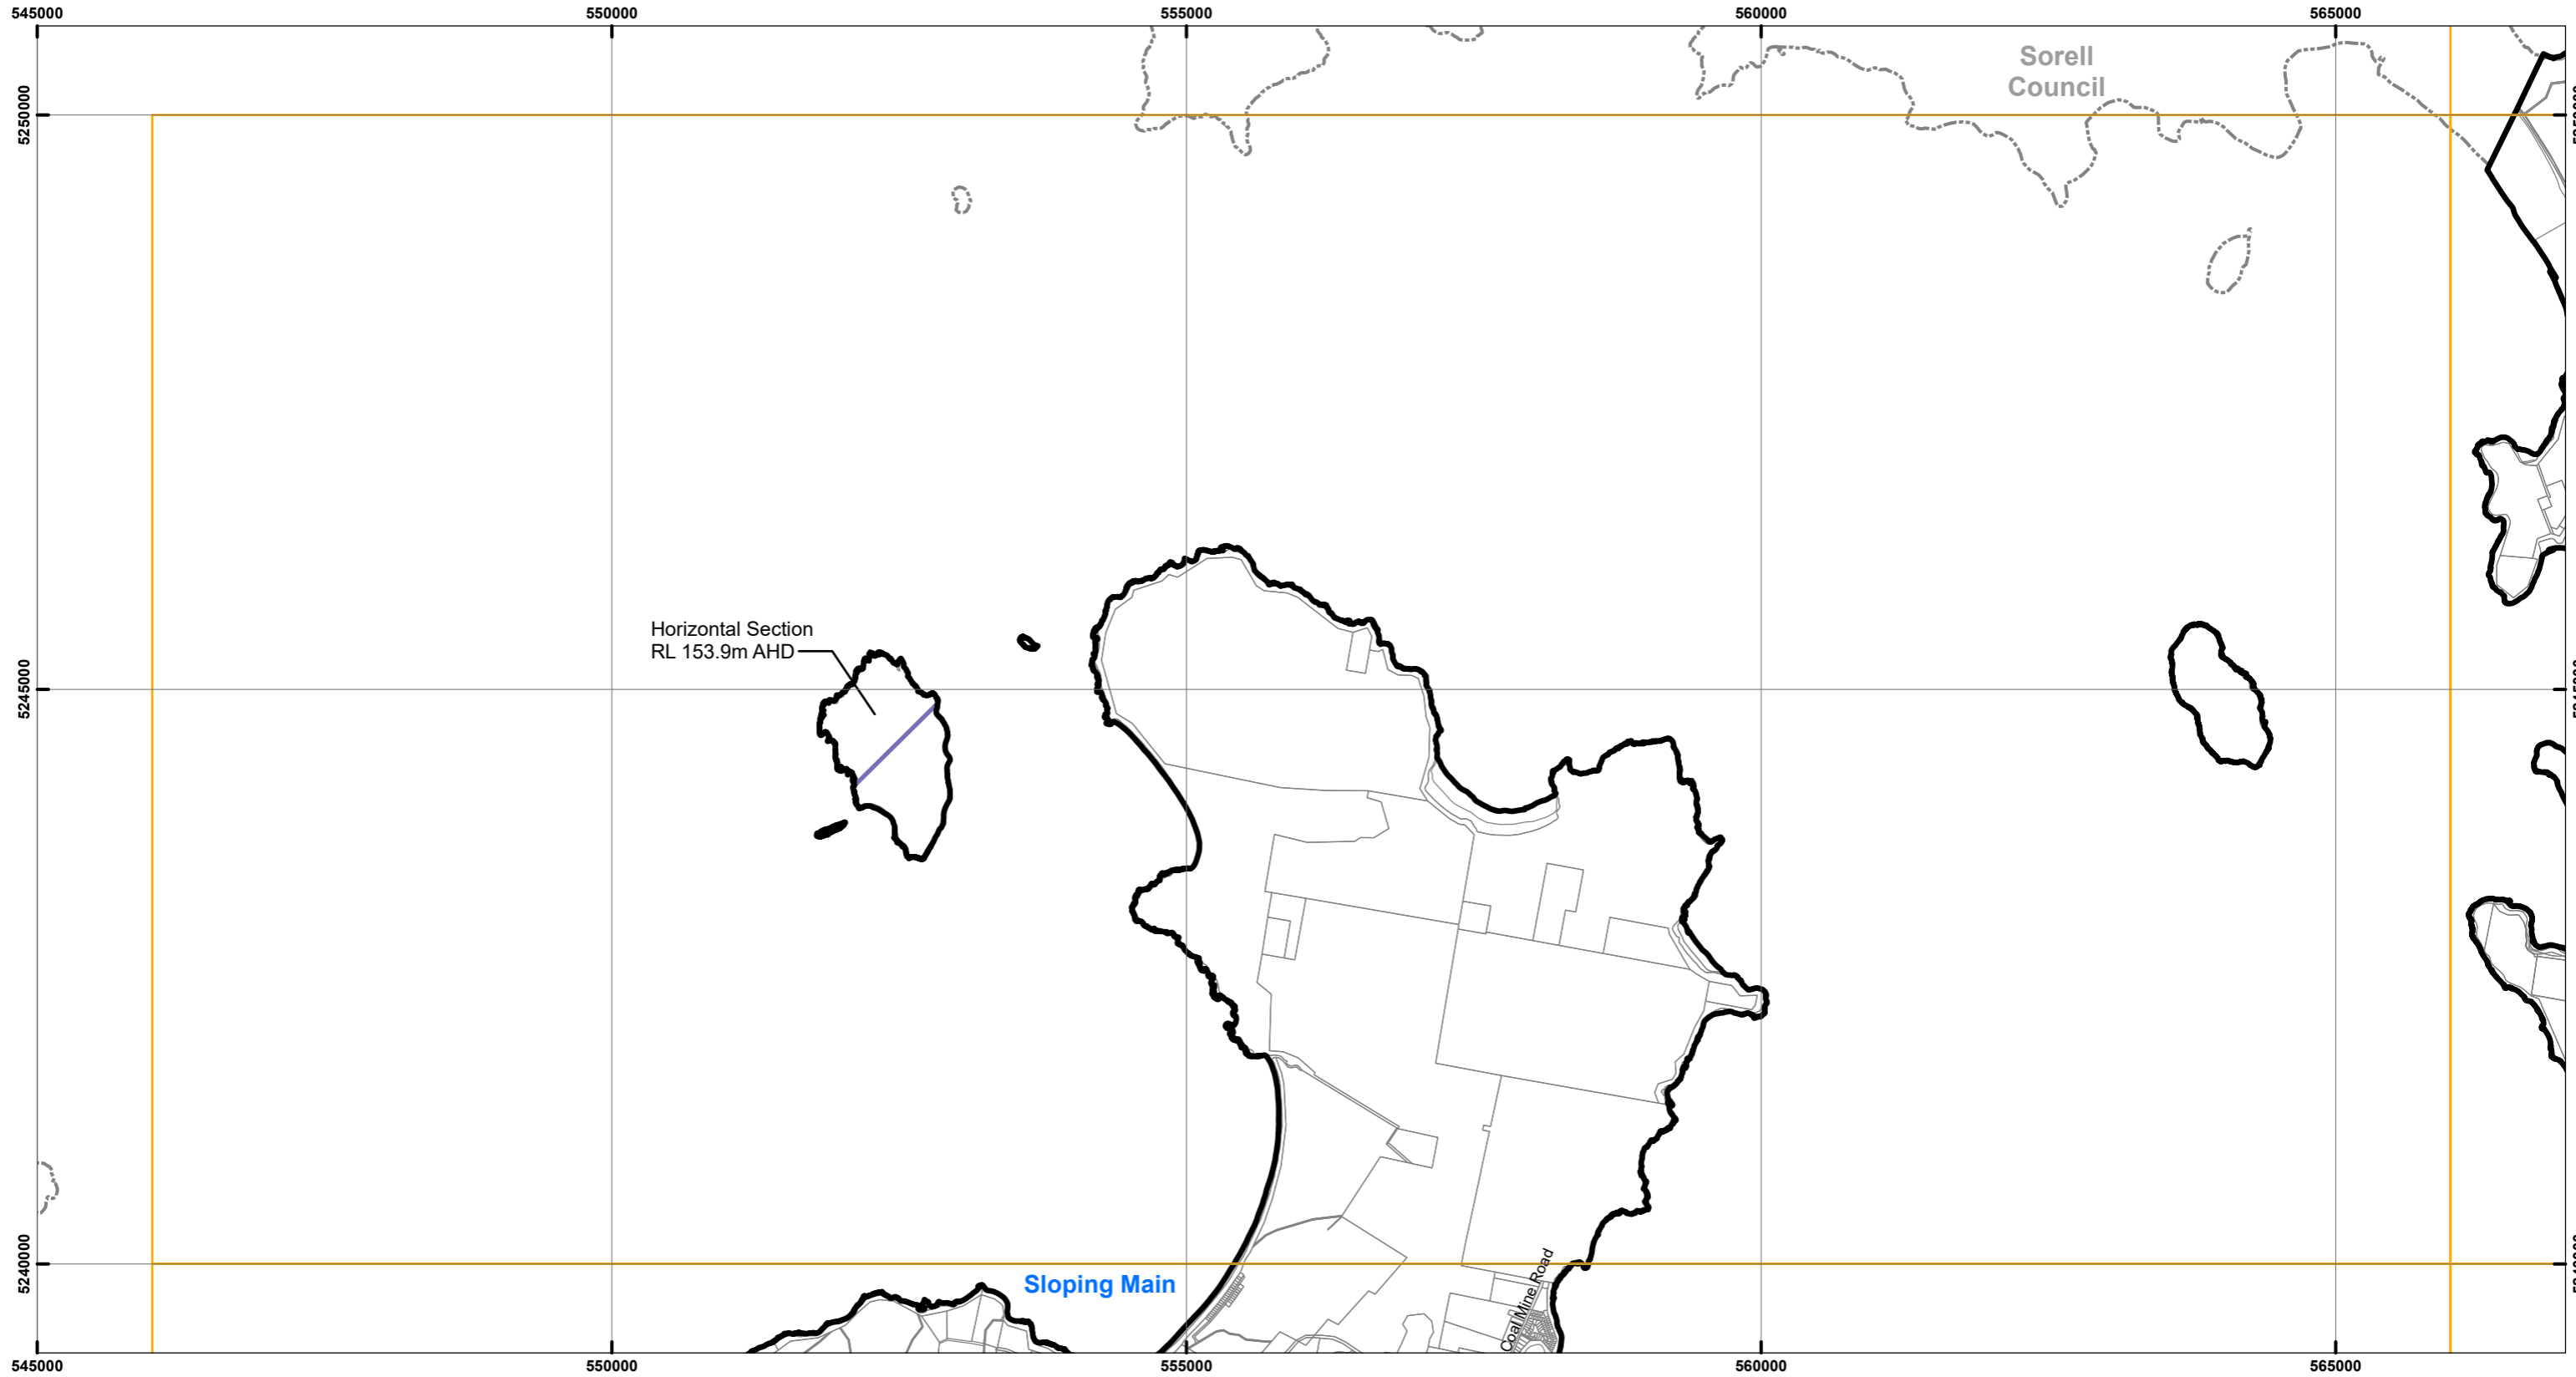 545000 550000 555000 560000 565000
Sorell
Council
5250000
Horizontal Section
RL 153.9m AHD
5245000
5240000
Sloping Main
Coal Mine Road
545000 550000 555000 560000 565000